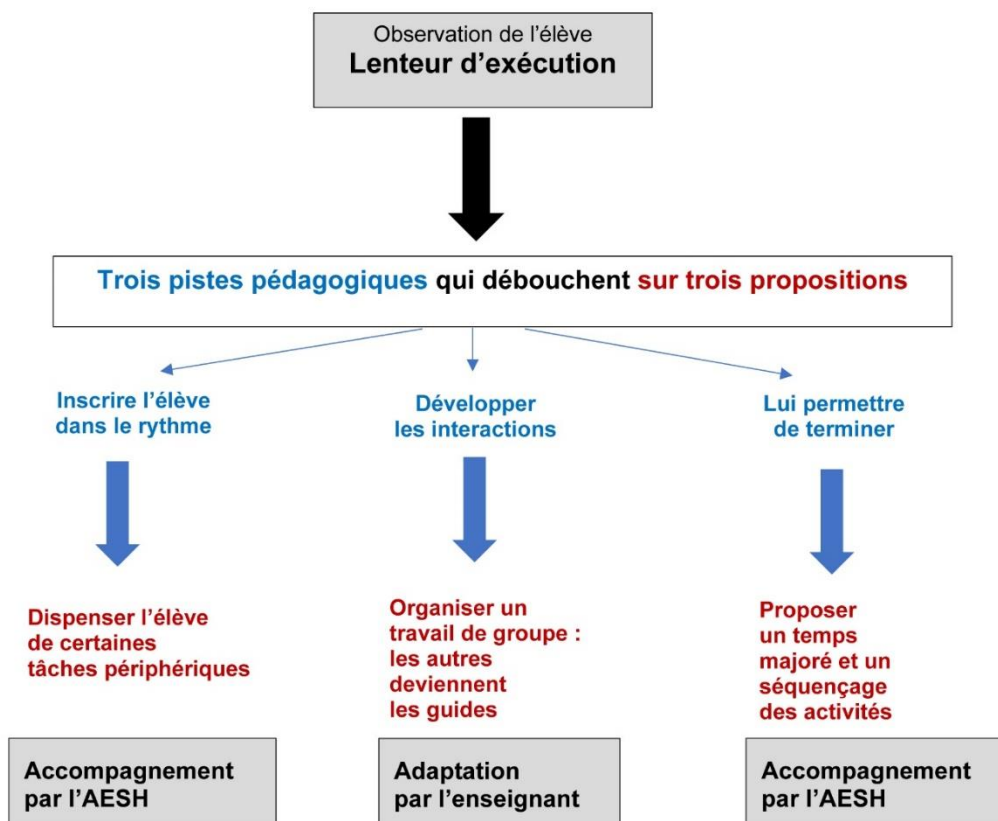 Observation de l’élève
Lenteur d’exécution
Trois pistes pédagogiques qui débouchent sur trois propositions
Inscrire l’élève
dans le rythme
Développer
les interactions
Lui permettre
de terminer
Dispenser l’élève
de certaines
tâches périphériques
Organiser un
travail de groupe :
les autres
deviennent
les guides
Proposer
un temps
majoré et un
séquençage
des activités
Accompagnement
par l’AESH
Adaptation
par l’enseignant
Accompagnement
par l’AESH